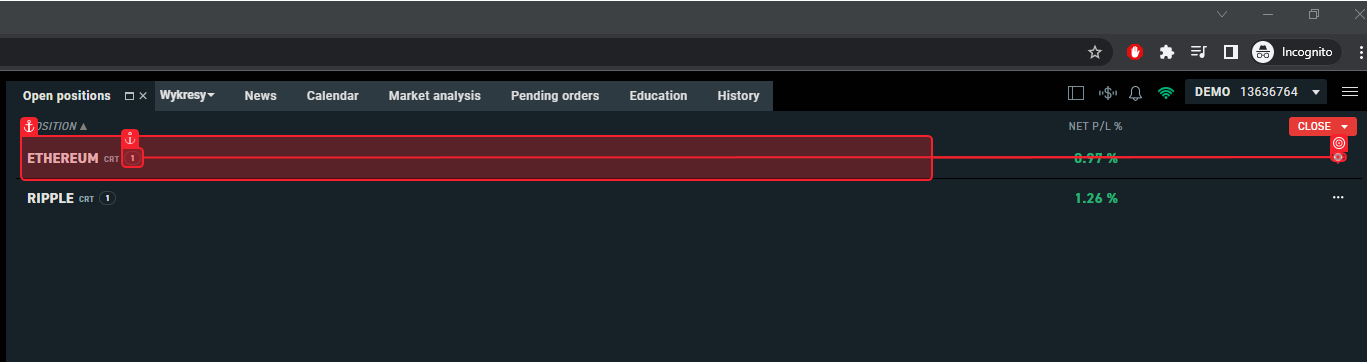 Incognito
Open positions Wykresy News Calendar Market analysis Pending orders Education History DEMO 13636764
POSITION NET P/L % CLOSE
ETHEREUM CRT 1 0.97 %
RIPPLE CRT 1 1.26 %